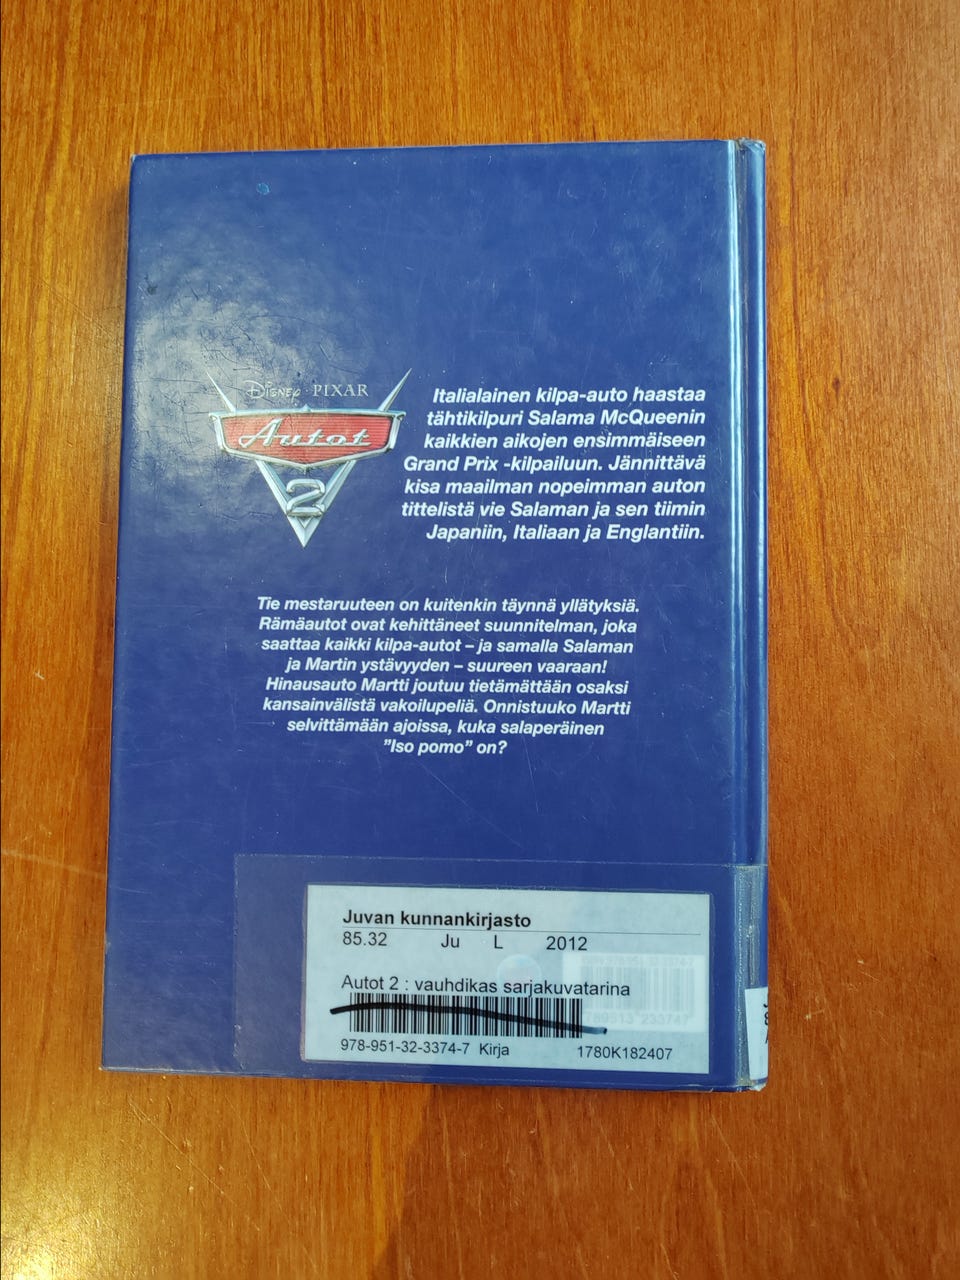 Disney · PIXAR
Autot
2
Italialainen kilpa-auto haastaa
tähtikilpuri Salama McQueenin
kaikkien aikojen ensimmäiseen
Grand Prix -kilpailuun. Jännittävä
kisa maailman nopeimman auton
tittelistä vie Salaman ja sen tiimin
Japaniin, Italiaan ja Englantiin.
Tie mestaruuteen on kuitenkin täynnä yllätyksiä.
Rämäautot ovat kehittäneet suunnitelman, joka
saattaa kaikki kilpa-autot – ja samalla Salaman
ja Martin ystävyyden – suureen vaaraan!
Hinausauto Martti joutuu tietämättään osaksi
kansainvälistä vakoilupeliä. Onnistuuko Martti
selvittämään ajoissa, kuka salaperäinen
”Iso pomo” on?
Juvan kunnankirjasto
85.32 Ju L 2012
Autot 2 : vauhdikas sarjakuvatarina
978-951-32-3374-7 Kirja 1780K182407